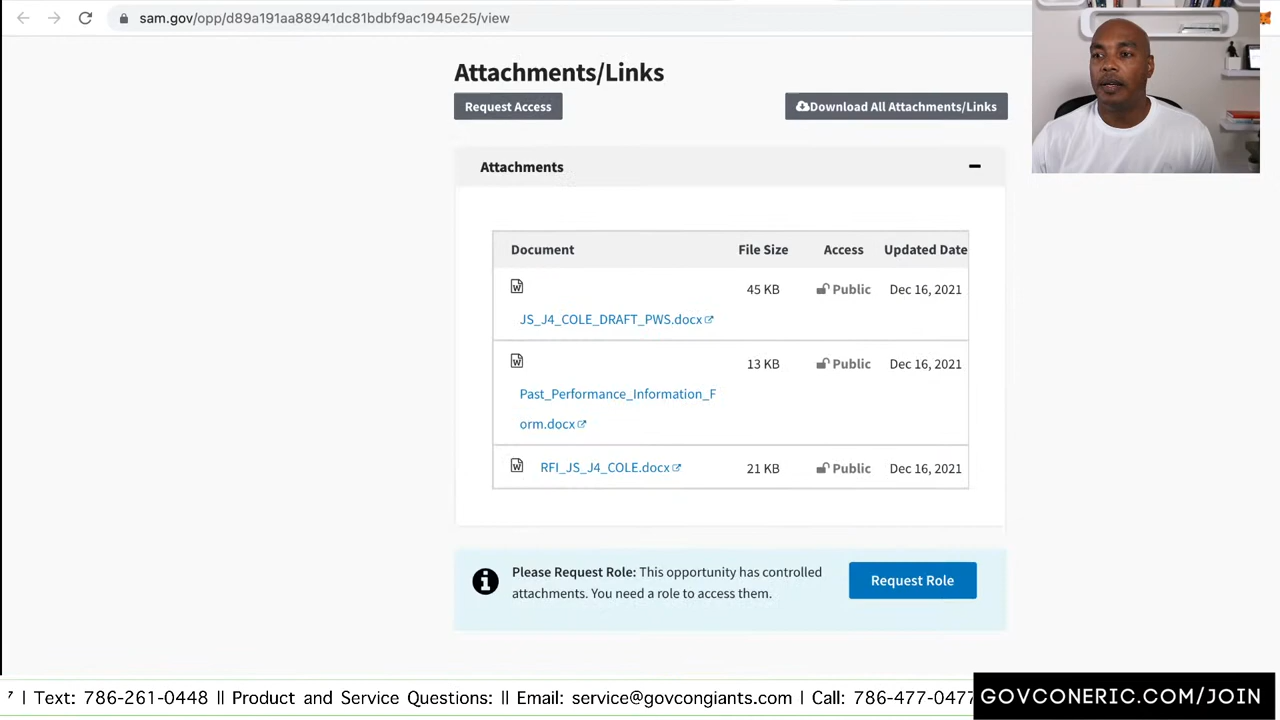 sam.gov/opp/d89a191aa88941dc81bdbf9ac1945e25/view
Attachments/Links
Request Access
Download All Attachments/Links
Attachments
Document File Size Access Updated Date
JS_J4_COLE_DRAFT_PWS.docx 45 KB Public Dec 16, 2021
Past_Performance_Information_F 13 KB Public Dec 16, 2021
orm.docx
RFI_JS_J4_COLE.docx 21 KB Public Dec 16, 2021
Please Request Role: This opportunity has controlled
attachments. You need a role to access them.
Request Role
7 | Text: 786-261-0448 || Product and Service Questions: || Email: service@govcongiants.com | Call: 786-477-0477
GOVCONERIC.COM/JOIN